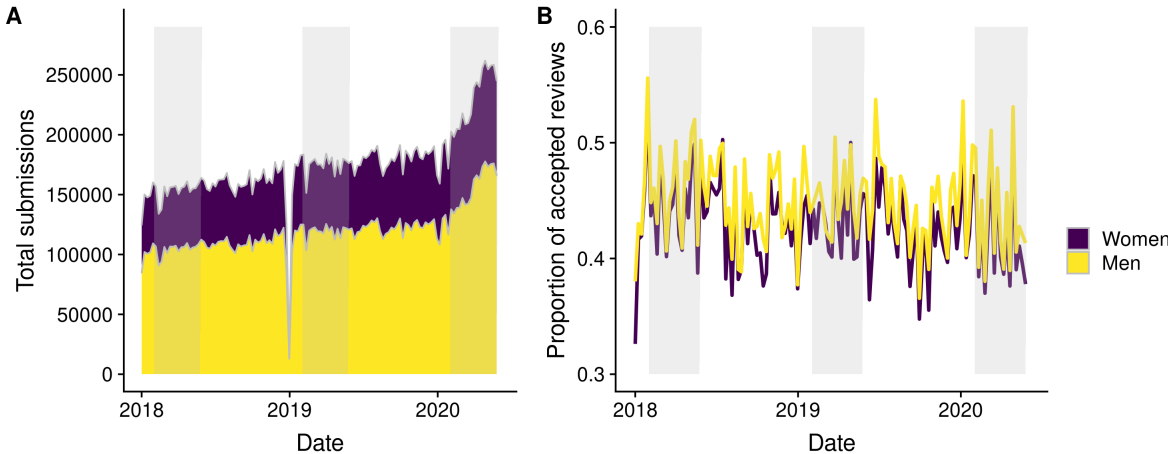 A
Total submissions
250000
200000
150000
100000
50000
0
2018
2019
2020
Date
B
Proportion of accepted reviews
0.6
0.5
0.4
0.3
2018
2019
2020
Date
Women
Men